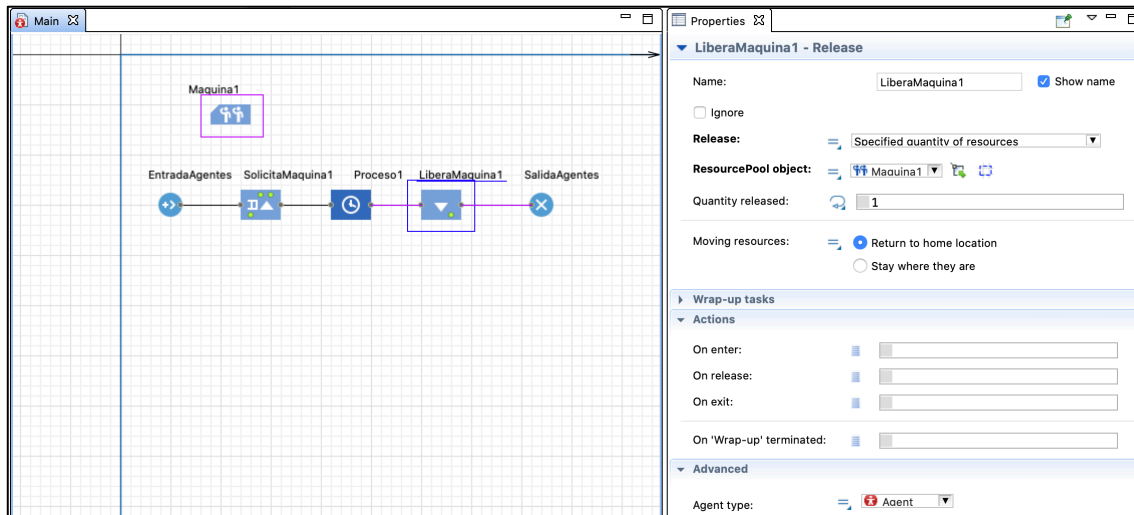 Main
Maquina1
EntradaAgentes SolicitaMaquina1 Proceso1 LiberaMaquina1 SalidaAgentes
Properties
LiberaMaquina1 - Release
Name: LiberaMaquina1 Show name
Ignore
Release: Specified quantity of resources
ResourcePool object: Maquina1
Quantity released: 1
Moving resources: Return to home location
Stay where they are
Wrap-up tasks
Actions
On enter:
On release:
On exit:
On 'Wrap-up' terminated:
Advanced
Agent type: Agent